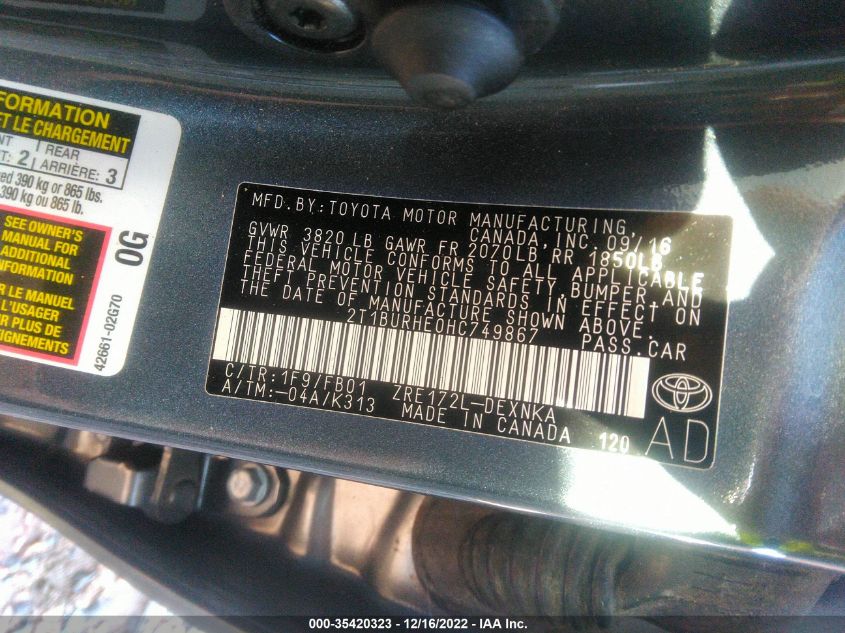 FORMATION
ET LE CHARGEMENT
2 REAR
ARRIÈRE: 3
390 kg or 865 lbs.
390 kg ou 865 lb.
SEE OWNER'S
MANUAL FOR
ADDITIONAL
INFORMATION
LE MANUEL
L'USAGER
PLUS DE
0G
42661-02G70
MFD.BY:TOYOTA MOTOR MANUFACTURING,
CANADA,INC. 09/16
GVWR 3820 LB GAWR FR 2070LB RR 1850LB
THIS VEHICLE CONFORMS TO ALL APPLICABLE
FEDERAL MOTOR VEHICLE SAFETY, BUMPER, AND
THEFT PREVENTION STANDARDS IN EFFECT ON
THE DATE OF MANUFACTURE SHOWN ABOVE.
2T1BURHE0HC749867 PASS.CAR
C/TR:1F9/FB01 ZRE172L-DEXNKA
A/TM:-04A/K313 MADE IN CANADA 120
AD
000-35420323 - 12/16/2022 - IAA Inc.